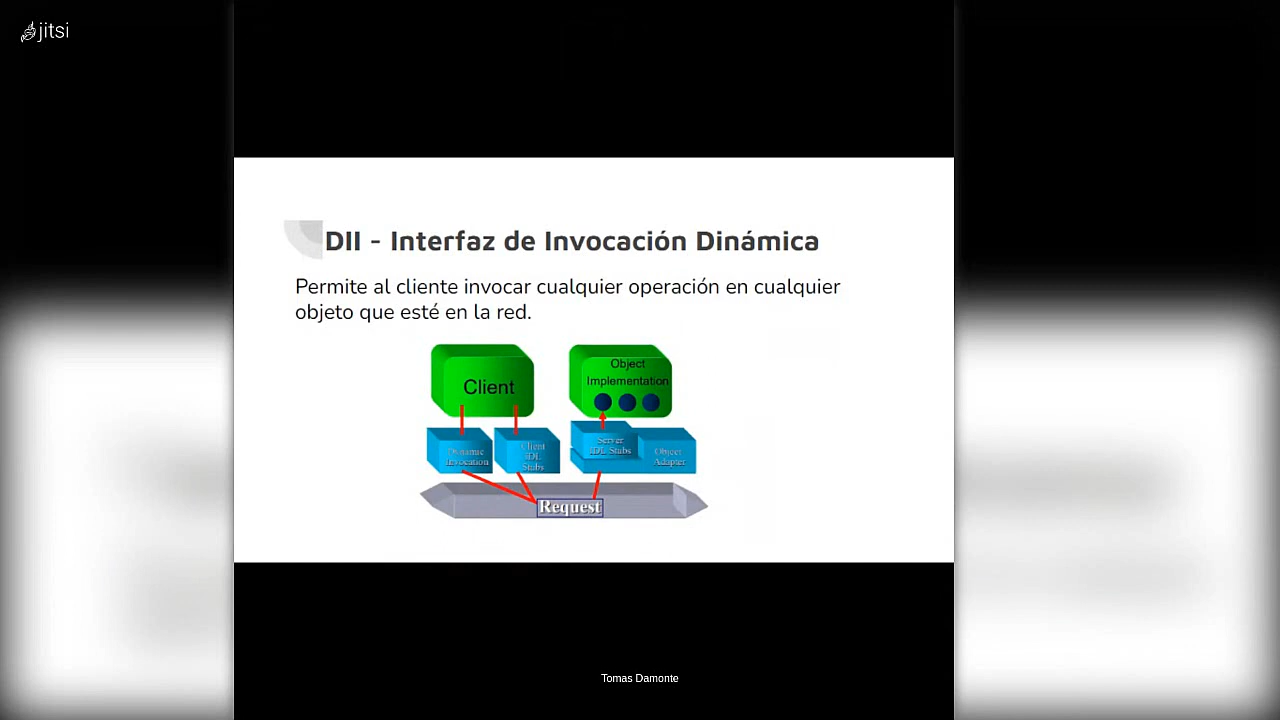 jitsi
DII - Interfaz de Invocación Dinámica
Permite al cliente invocar cualquier operación en cualquier
objeto que esté en la red.
Client
Object
Implementation
Dynamic
Invocation
Client
IDL
Stubs
Server
IDL Stubs
Object
Adapter
Request
Tomas Damonte